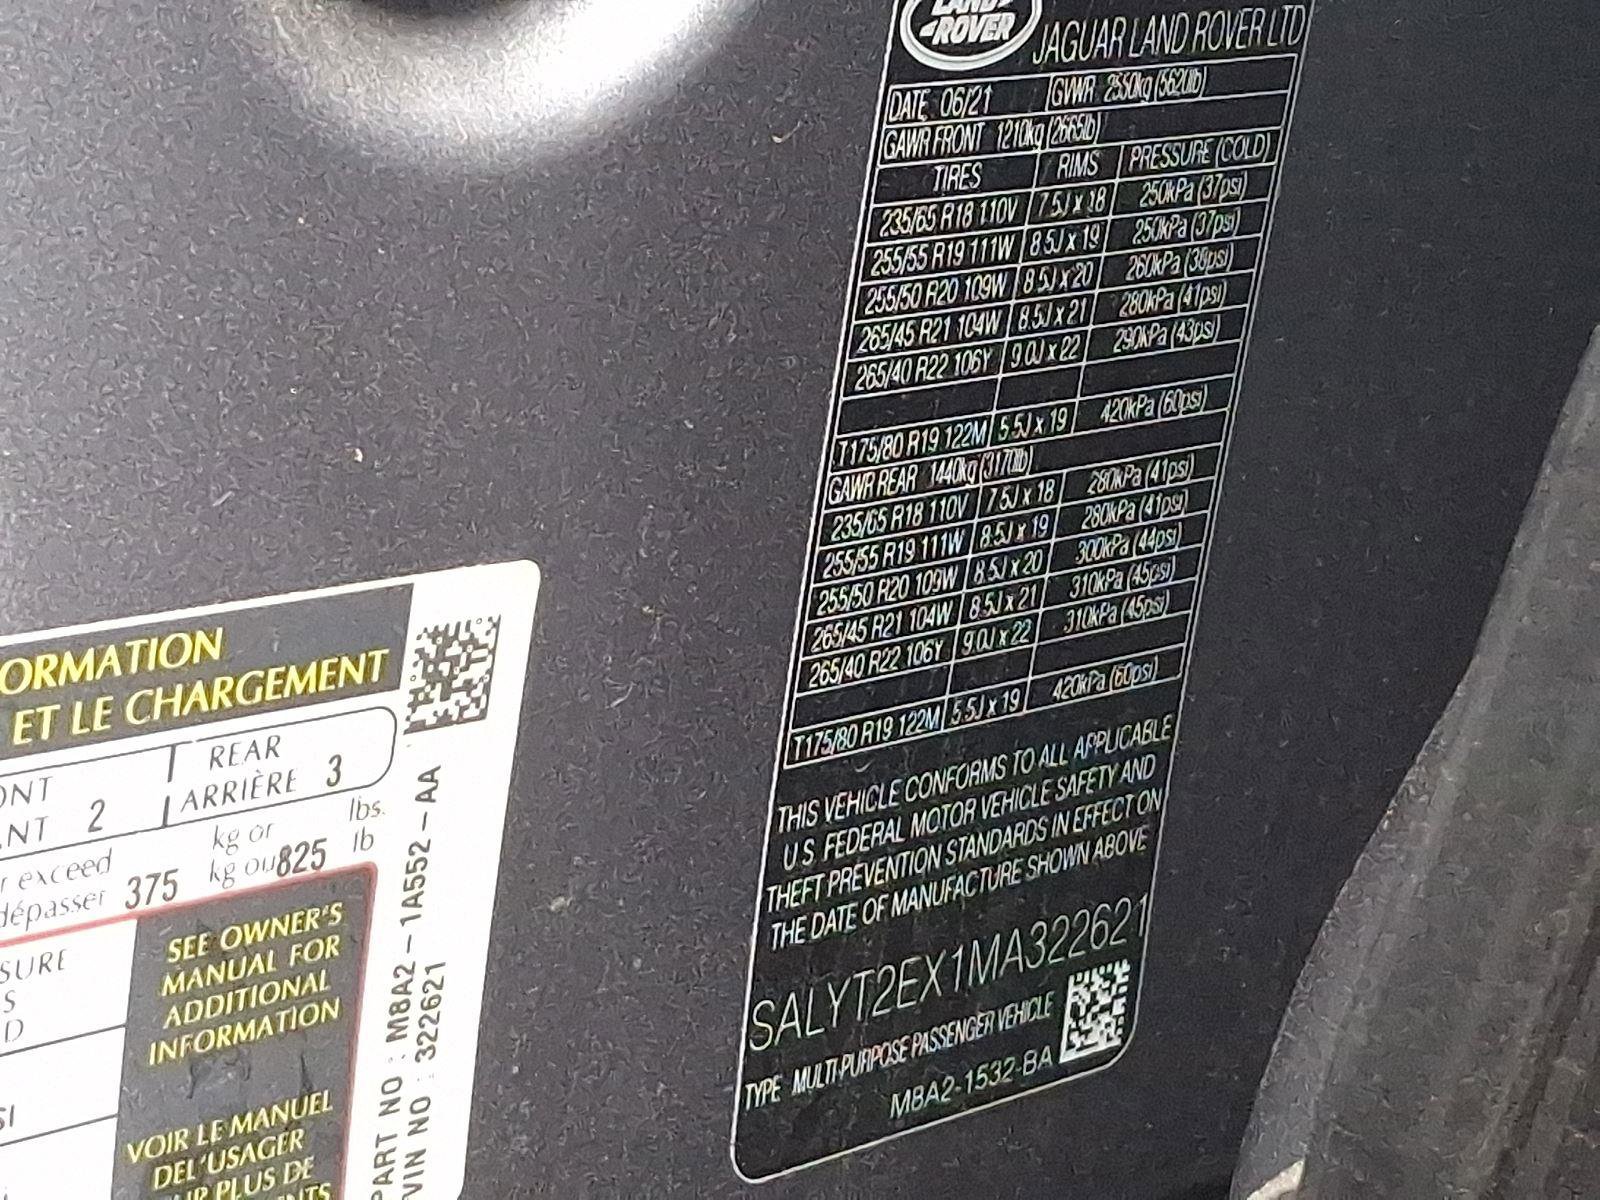 LAND
ROVER
JAGUAR LAND ROVER LTD
DATE 06/21 GVWR 2550kg (5620lb)
GAWR FRONT 1210kg (2665lb)
TIRES RIMS PRESSURE (COLD)
235/65 R18 110V 7.5J x 18 250kPa (37psi)
255/55 R19 111W 8.5J x 19 250kPa (37psi)
255/50 R20 109W 8.5J x 20 260kPa (38psi)
265/45 R21 104W 8.5J x 21 280kPa (41psi)
265/40 R22 106Y 9.0J x 22 290kPa (43psi)
T175/80 R19 122M 5.5J x 19 420kPa (60psi)
GAWR REAR 1440kg (3170lb)
235/65 R18 110V 7.5J x 18 280kPa (41psi)
255/55 R19 111W 8.5J x 19 280kPa (41psi)
255/50 R20 109W 8.5J x 20 300kPa (44psi)
265/45 R21 104W 8.5J x 21 310kPa (45psi)
265/40 R22 106Y 9.0J x 22 310kPa (45psi)
T175/80 R19 122M 5.5J x 19 420kPa (60psi)
THIS VEHICLE CONFORMS TO ALL APPLICABLE
U.S. FEDERAL MOTOR VEHICLE SAFETY AND
THEFT PREVENTION STANDARDS IN EFFECT ON
THE DATE OF MANUFACTURE SHOWN ABOVE
SALYT2EX1MA322621
TYPE MULTI-PURPOSE PASSENGER VEHICLE
M8A2-1532-BA
ORMATION
ET LE CHARGEMENT
ONT REAR
ANT 2 ARRIÈRE 3
r exceed kg or lbs.
dépasser 375 kg ou 825 lb
SURE
S
D
SI
SEE OWNER'S
MANUAL FOR
ADDITIONAL
INFORMATION
VOIR LE MANUEL
DEL'USAGER
UR PLUS DE
NTS
PART NO : M8A2-1A552-AA
VIN NO : 322621